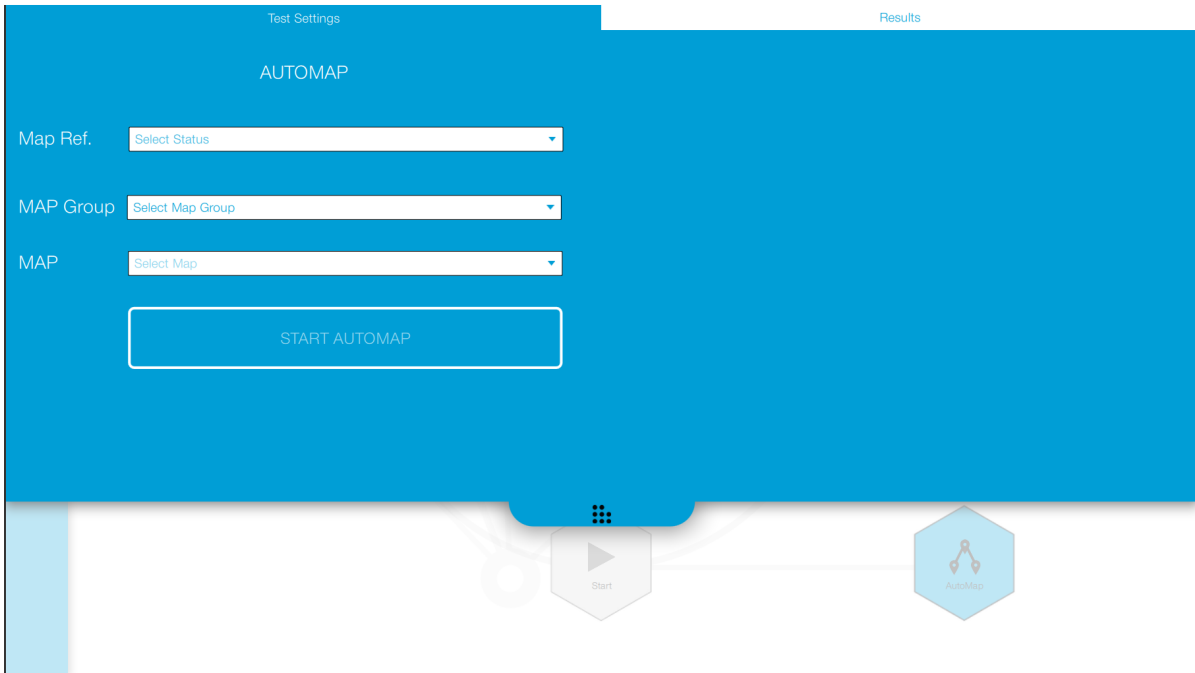 Test Settings
Results
AUTOMAP
Map Ref.
Select Status
MAP Group
Select Map Group
MAP
Select Map
START AUTOMAP
Start
AutoMap